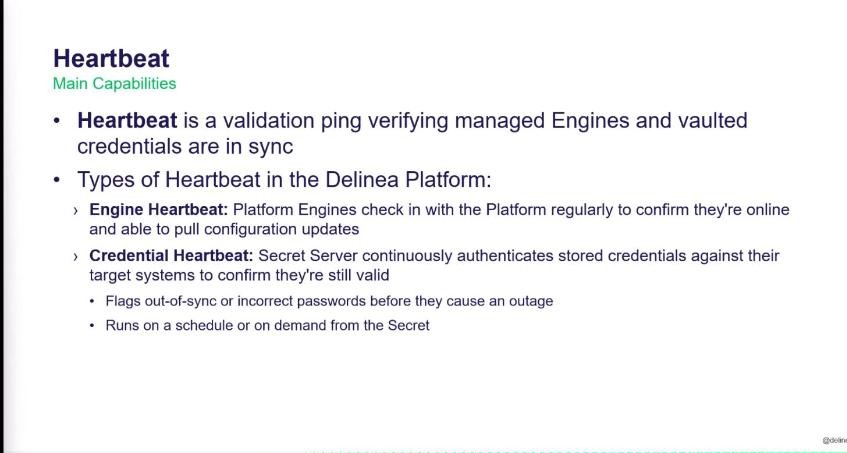 Heartbeat
Main Capabilities
• Heartbeat is a validation ping verifying managed Engines and vaulted
credentials are in sync
• Types of Heartbeat in the Delinea Platform:
› Engine Heartbeat: Platform Engines check in with the Platform regularly to confirm they're online
and able to pull configuration updates
› Credential Heartbeat: Secret Server continuously authenticates stored credentials against their
target systems to confirm they're still valid
• Flags out-of-sync or incorrect passwords before they cause an outage
• Runs on a schedule or on demand from the Secret